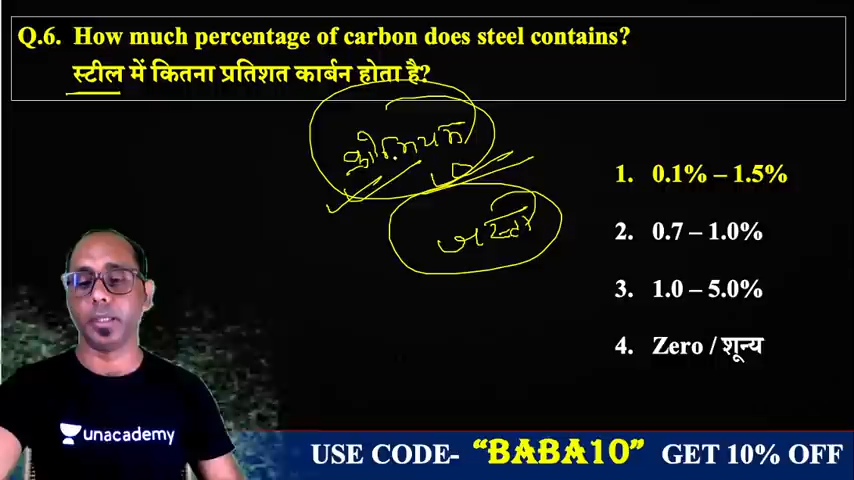 Q.6. How much percentage of carbon does steel contains?
स्टील में कितना प्रतिशत कार्बन होता है?
क्रोमियम
1. 0.1% – 1.5%
2. 0.7 – 1.0%
3. 1.0 – 5.0%
4. Zero / शून्य
unacademy
USE CODE- “BABA10” GET 10% OFF